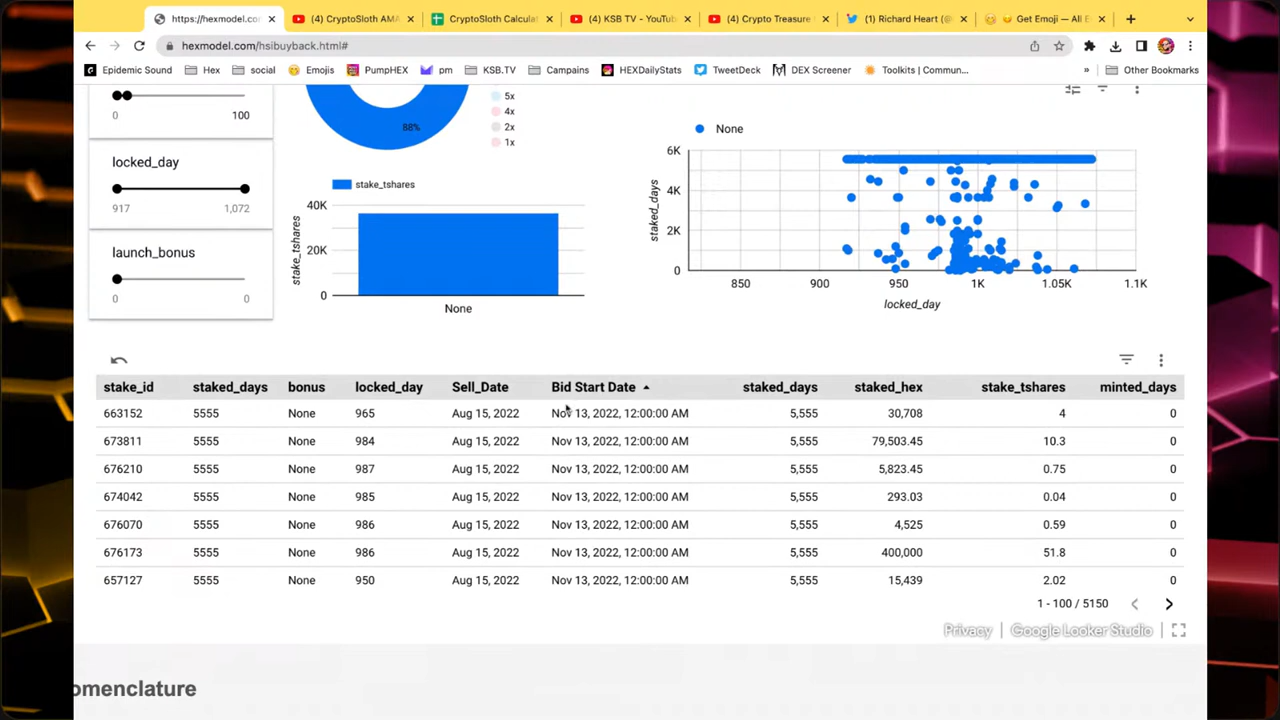 https://hexmodel.com
(4) CryptoSloth AMA
CryptoSloth Calcula
(4) KSB TV - YouTub
(4) Crypto Treasure
(1) Richard Heart (@
Get Emoji — All E
hexmodel.com/hsibuyback.html#
Epidemic Sound
Hex
social
Emojis
PumpHEX
pm
KSB.TV
Campains
HEXDailyStats
TweetDeck
DEX Screener
Toolkits | Commun...
»
Other Bookmarks
0 100
locked_day
917 1,072
launch_bonus
0 0
88%
5x
4x
2x
1x
stake_tshares
stake_tshares
40K
20K
0
None
None
staked_days
6K
4K
2K
0
850 900 950 1K 1.05K 1.1K
locked_day
stake_id staked_days bonus locked_day Sell_Date Bid Start Date staked_days staked_hex stake_tshares minted_days
663152 5555 None 965 Aug 15, 2022 Nov 13, 2022, 12:00:00 AM 5,555 30,708 4 0
673811 5555 None 984 Aug 15, 2022 Nov 13, 2022, 12:00:00 AM 5,555 79,503.45 10.3 0
676210 5555 None 987 Aug 15, 2022 Nov 13, 2022, 12:00:00 AM 5,555 5,823.45 0.75 0
674042 5555 None 985 Aug 15, 2022 Nov 13, 2022, 12:00:00 AM 5,555 293.03 0.04 0
676070 5555 None 986 Aug 15, 2022 Nov 13, 2022, 12:00:00 AM 5,555 4,525 0.59 0
676173 5555 None 986 Aug 15, 2022 Nov 13, 2022, 12:00:00 AM 5,555 400,000 51.8 0
657127 5555 None 950 Aug 15, 2022 Nov 13, 2022, 12:00:00 AM 5,555 15,439 2.02 0
1 - 100 / 5150
Privacy Google Looker Studio
omenclature